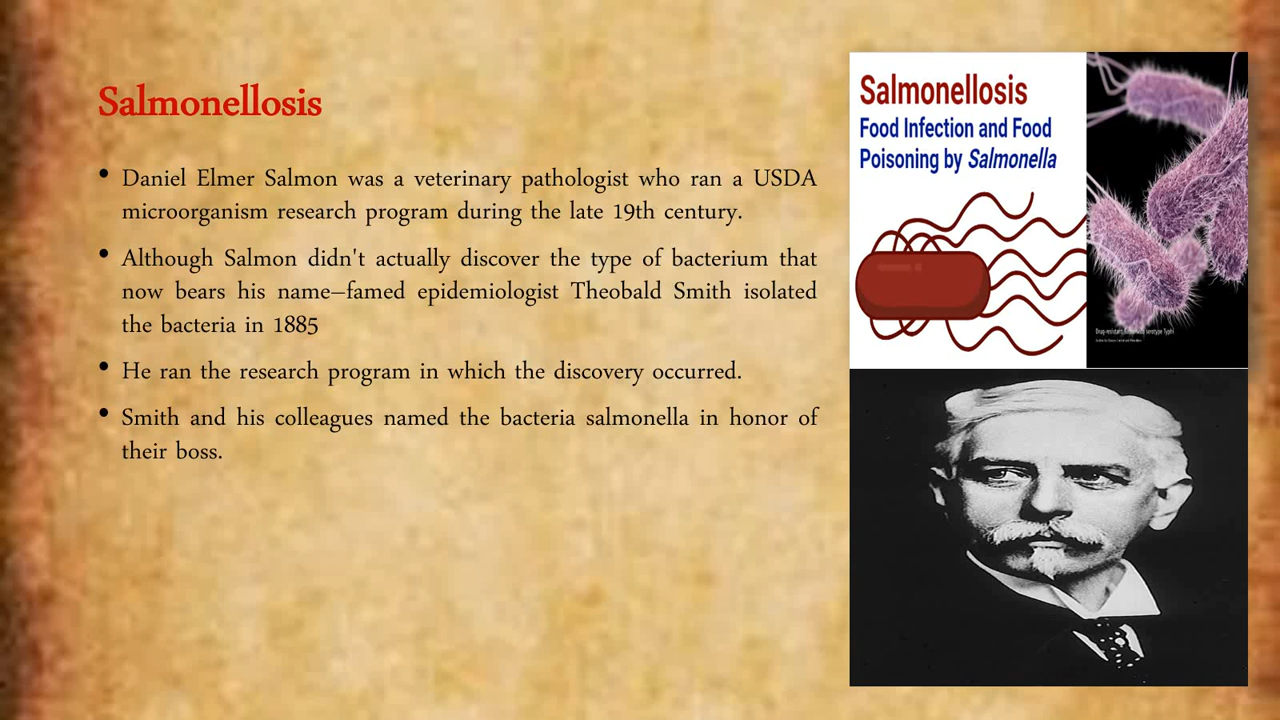 Salmonellosis
• Daniel Elmer Salmon was a veterinary pathologist who ran a USDA
microorganism research program during the late 19th century.
• Although Salmon didn't actually discover the type of bacterium that
now bears his name–famed epidemiologist Theobald Smith isolated
the bacteria in 1885
• He ran the research program in which the discovery occurred.
• Smith and his colleagues named the bacteria salmonella in honor of
their boss.
Salmonellosis
Food Infection and Food
Poisoning by Salmonella
serotype Typhi